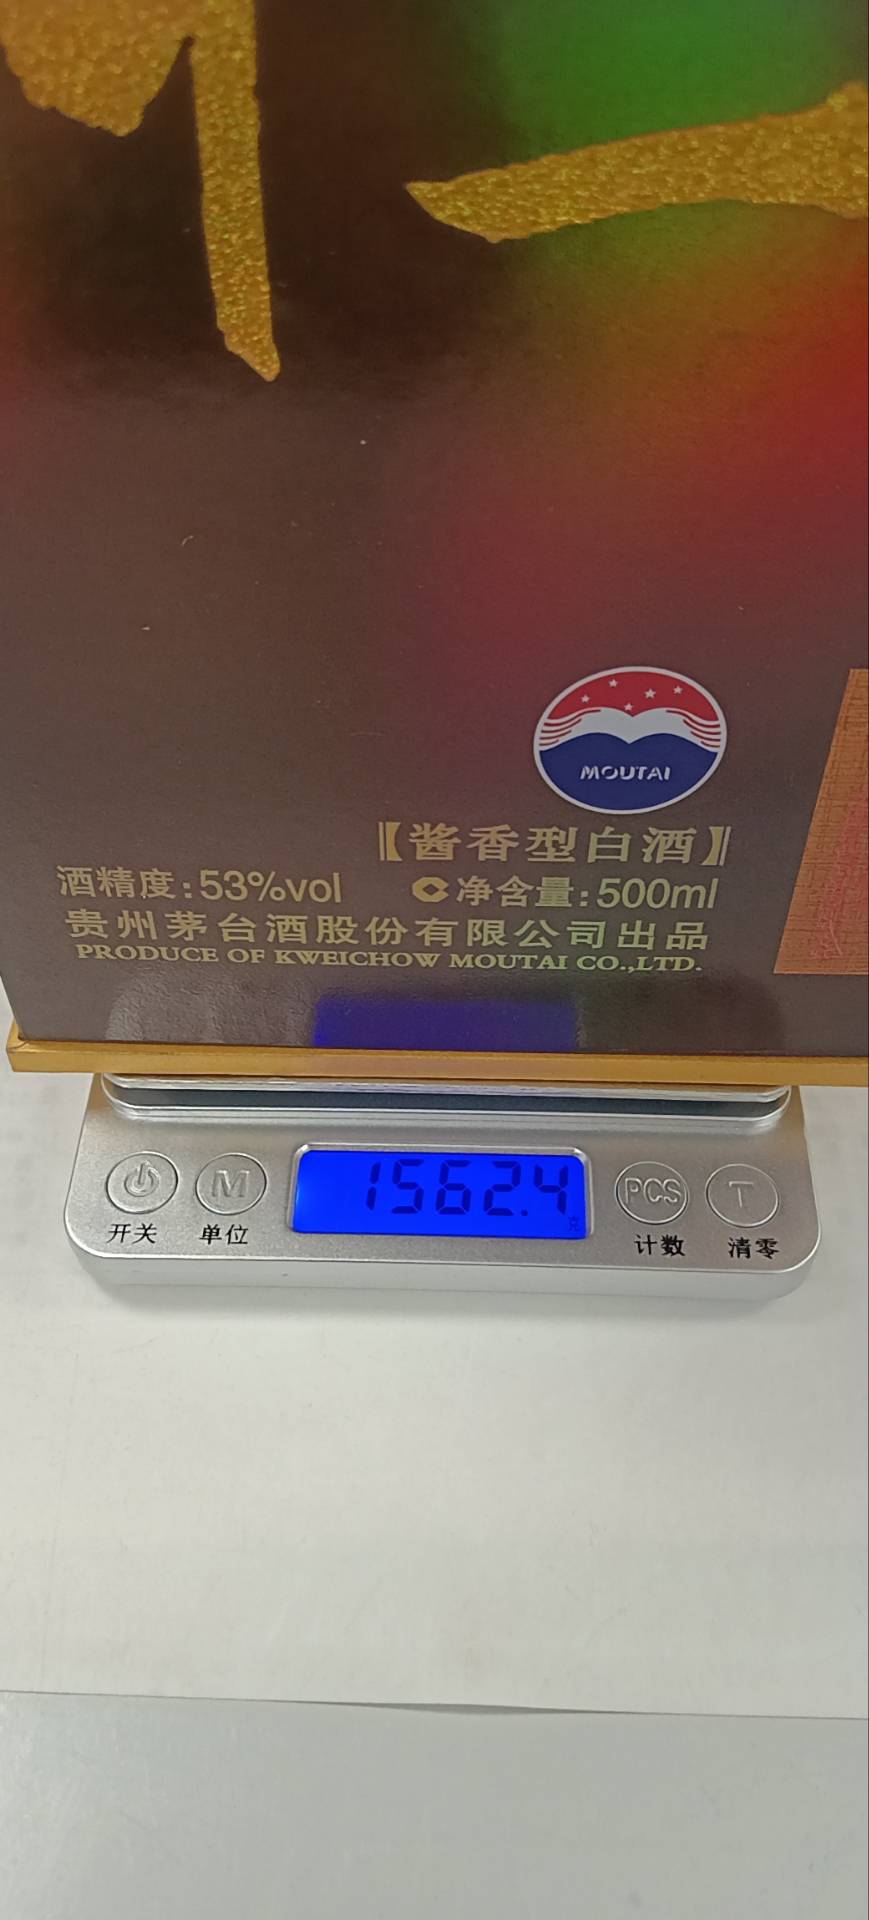 MOUTAI
【酱香型白酒】
酒精度:53%vol 净含量:500ml
贵州茅台酒股份有限公司出品
PRODUCE OF KWEICHOW MOUTAI CO.,LTD.
M 1562.4 克 PCS T
开关 单位 计数 清零